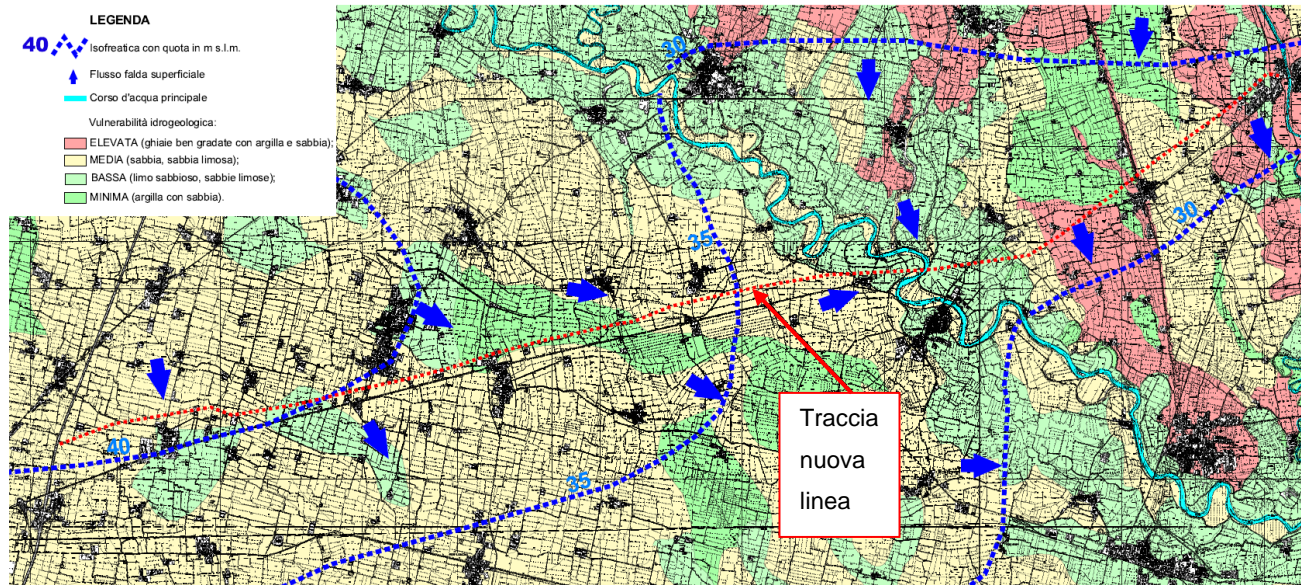 LEGENDA
40 Isofreatica con quota in m s.l.m.
Flusso falda superficiale
Corso d'acqua principale
Vulnerabilità idrogeologica:
ELEVATA (ghiaie ben gradate con argilla e sabbia);
MEDIA (sabbia, sabbia limosa);
BASSA (limo sabbioso, sabbie limose);
MINIMA (argilla con sabbia).
30
35
30
40
35
Traccia
nuova
linea